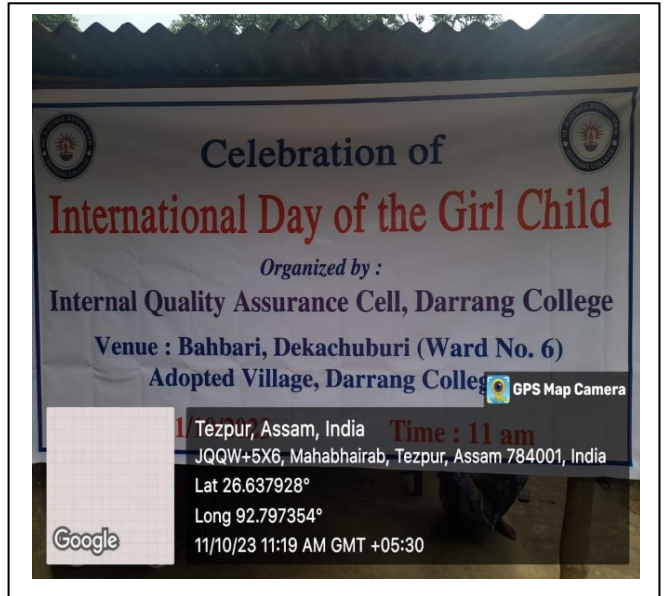 Celebration of
International Day of the Girl Child
Organized by :
Internal Quality Assurance Cell, Darrang College
Venue : Bahbari, Dekachuburi (Ward No. 6)
Adopted Village, Darrang
GPS Map Camera
Time : 11 am
Tezpur, Assam, India
JQQW+5X6, Mahabhairab, Tezpur, Assam 784001, India
Lat 26.637928°
Long 92.797354°
11/10/23 11:19 AM GMT +05:30
Google